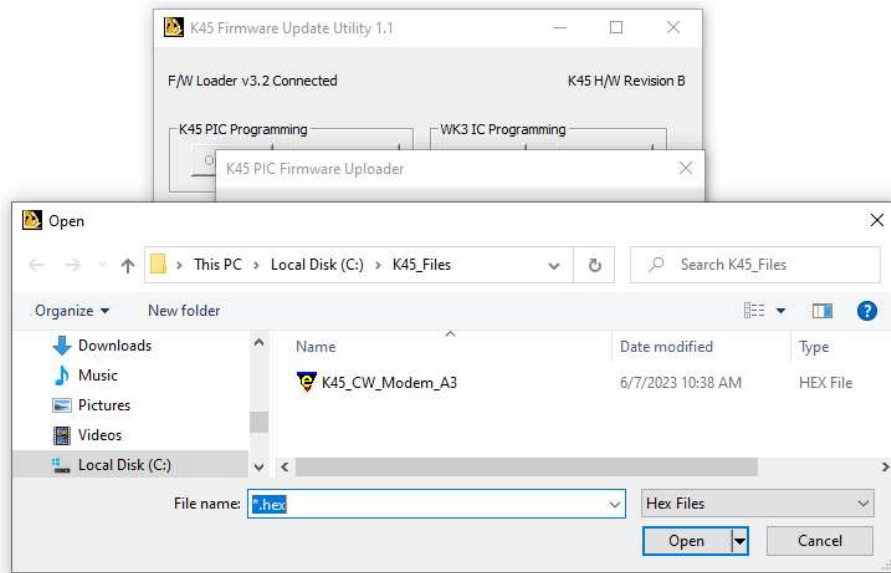 K45 Firmware Update Utility 1.1
F/W Loader v3.2 Connected K45 H/W Revision B
K45 PIC Programming WK3 IC Programming
K45 PIC Firmware Uploader
Open
This PC > Local Disk (C:) > K45_Files Search K45_Files
Organize New folder
Downloads Name Date modified Type
Music K45_CW_Modem_A3 6/7/2023 10:38 AM HEX File
Pictures
Videos
Local Disk (C:)
File name: *.hex Hex Files
Open Cancel